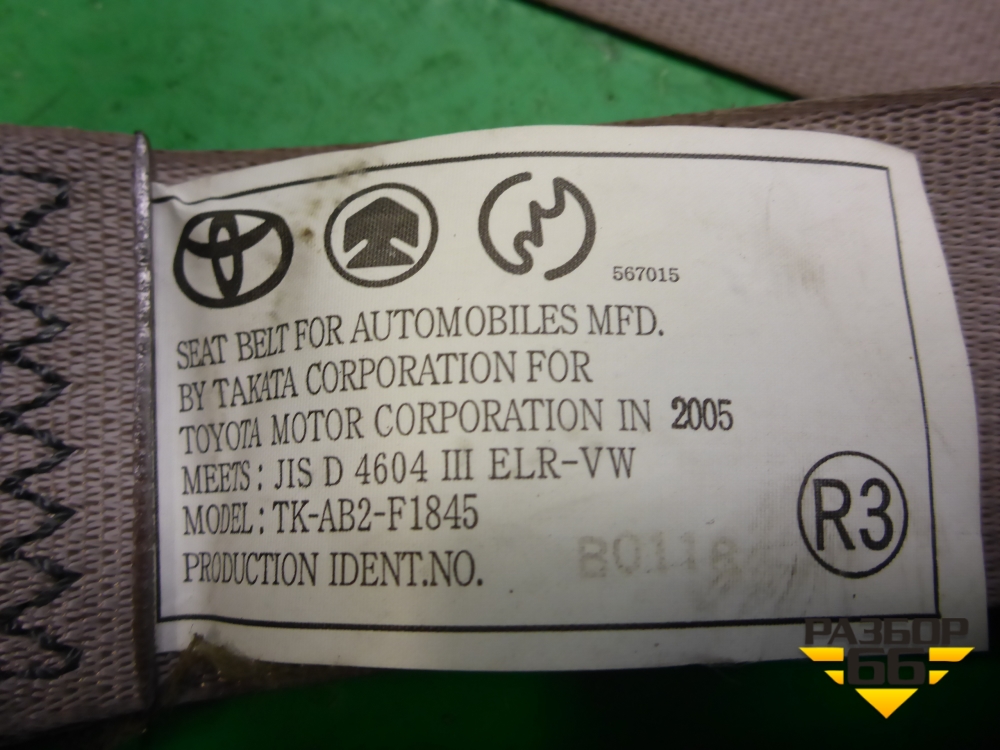 567015
SEAT BELT FOR AUTOMOBILES MFD.
BY TAKATA CORPORATION FOR
TOYOTA MOTOR CORPORATION IN 2005
MEETS: JIS D 4604 III ELR-VW
MODEL: TK-AB2-F1845
PRODUCTION IDENT.NO.
R3
РАЗБОР
66